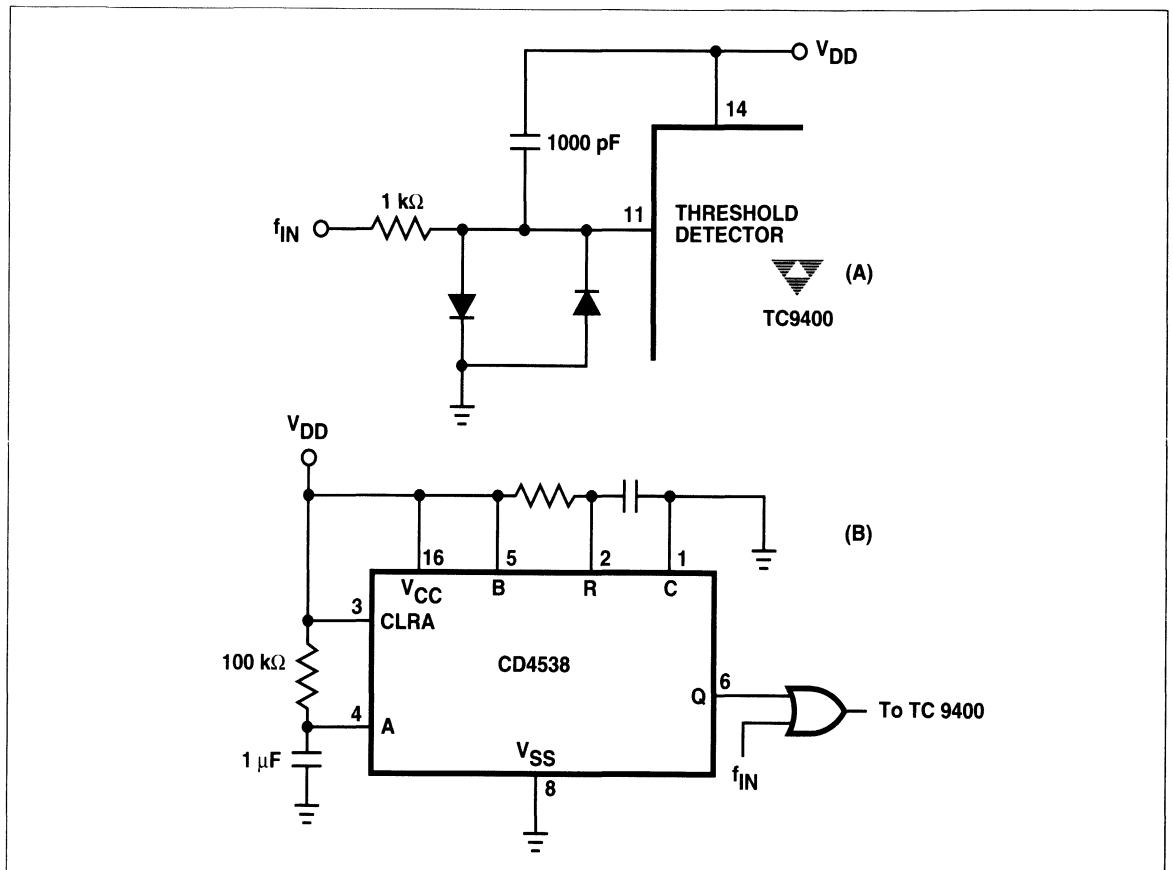 VDD
14
1000 pF
1 kΩ
fIN
11
THRESHOLD
DETECTOR
(A)
TC9400
VDD
(B)
16
5
2
1
VCC
B
R
C
3
CLRA
100 kΩ
CD4538
6
Q
To TC 9400
4
A
1 µF
VSS
fIN
8